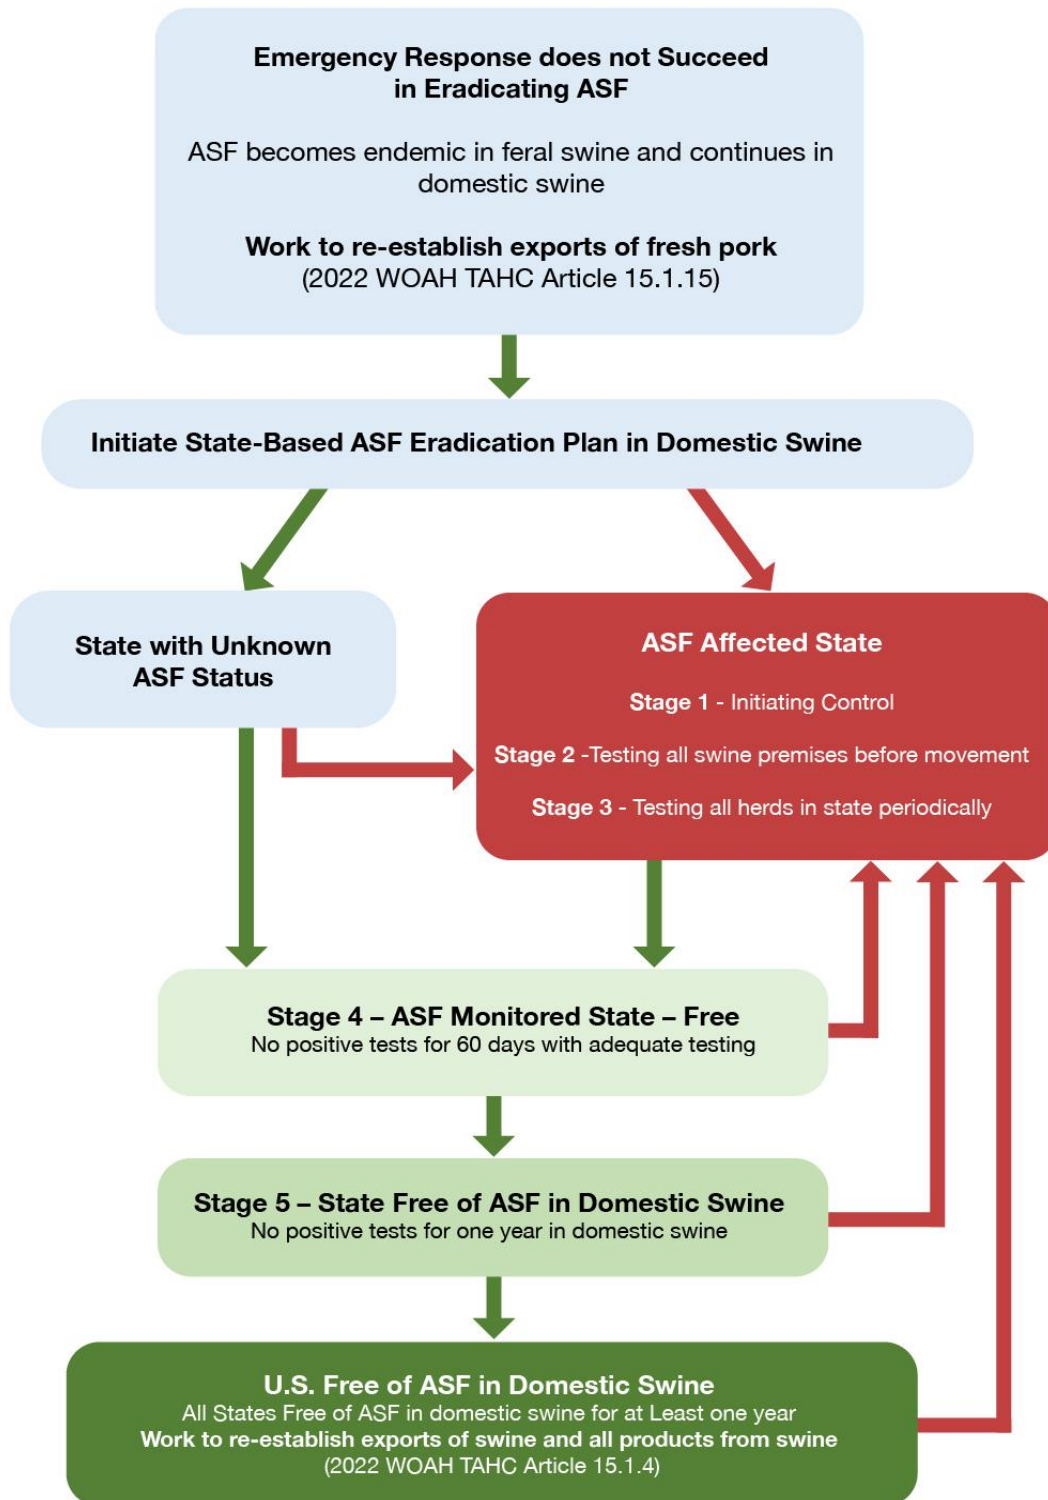 Emergency Response does not Succeed
in Eradicating ASF
ASF becomes endemic in feral swine and continues in
domestic swine
Work to re-establish exports of fresh pork
(2022 WOAH TAHC Article 15.1.15)
Initiate State-Based ASF Eradication Plan in Domestic Swine
State with Unknown
ASF Status
ASF Affected State
Stage 1 - Initiating Control
Stage 2 -Testing all swine premises before movement
Stage 3 - Testing all herds in state periodically
Stage 4 – ASF Monitored State – Free
No positive tests for 60 days with adequate testing
Stage 5 – State Free of ASF in Domestic Swine
No positive tests for one year in domestic swine
U.S. Free of ASF in Domestic Swine
All States Free of ASF in domestic swine for at Least one year
Work to re-establish exports of swine and all products from swine
(2022 WOAH TAHC Article 15.1.4)